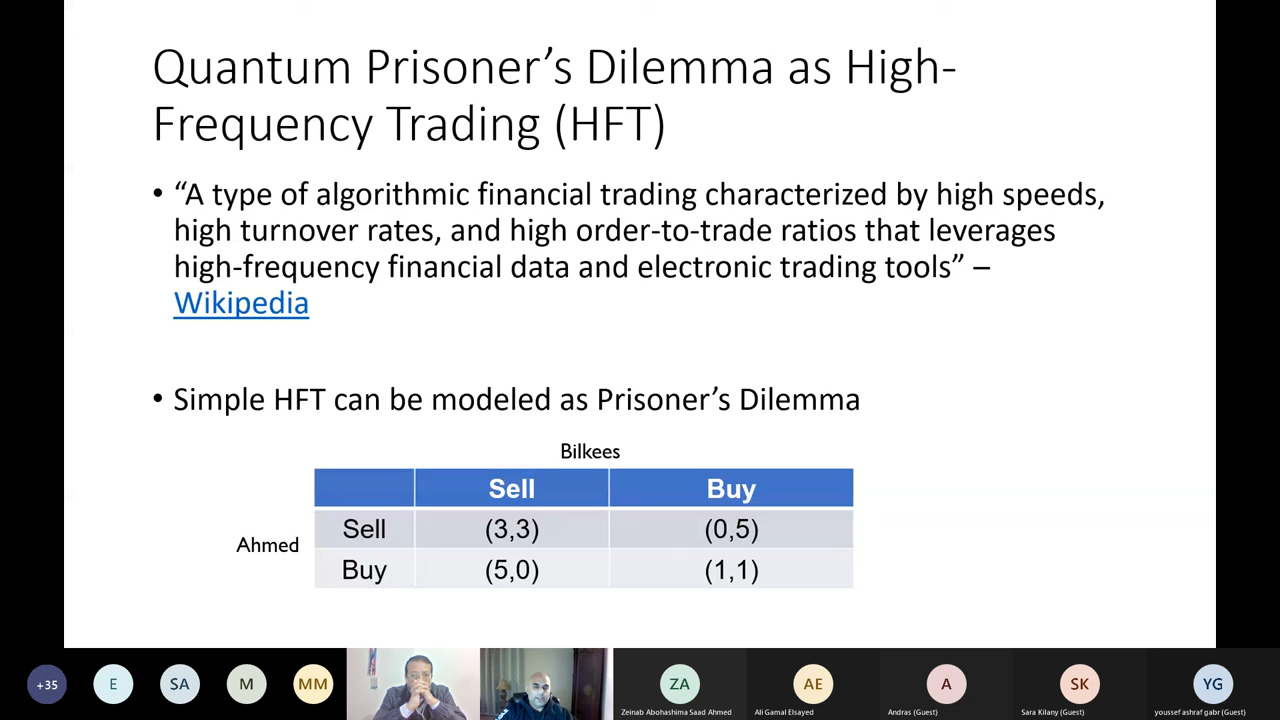 Quantum Prisoner’s Dilemma as High-
Frequency Trading (HFT)
• “A type of algorithmic financial trading characterized by high speeds,
high turnover rates, and high order-to-trade ratios that leverages
high-frequency financial data and electronic trading tools” –
Wikipedia
• Simple HFT can be modeled as Prisoner’s Dilemma
Bilkees
Sell Buy
Ahmed
Sell (3,3) (0,5)
Buy (5,0) (1,1)
+35 E SA M MM ZA AE A SK YG
Zeinab Abohashima Saad Ahmed Ali Gamal Elsayed Andras (Guest) Sara Kilany (Guest) youssef ashraf gabr (Guest)